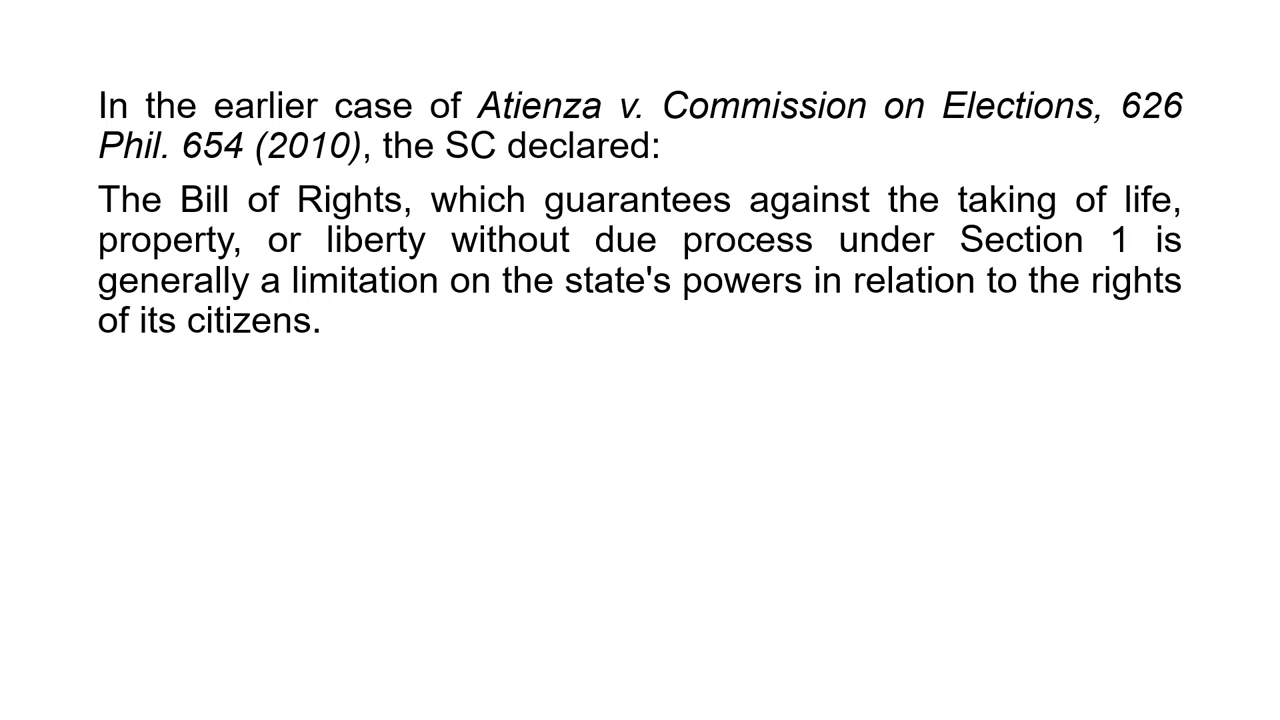 In the earlier case of Atienza v. Commission on Elections, 626
Phil. 654 (2010), the SC declared:
The Bill of Rights, which guarantees against the taking of life,
property, or liberty without due process under Section 1 is
generally a limitation on the state's powers in relation to the rights
of its citizens.